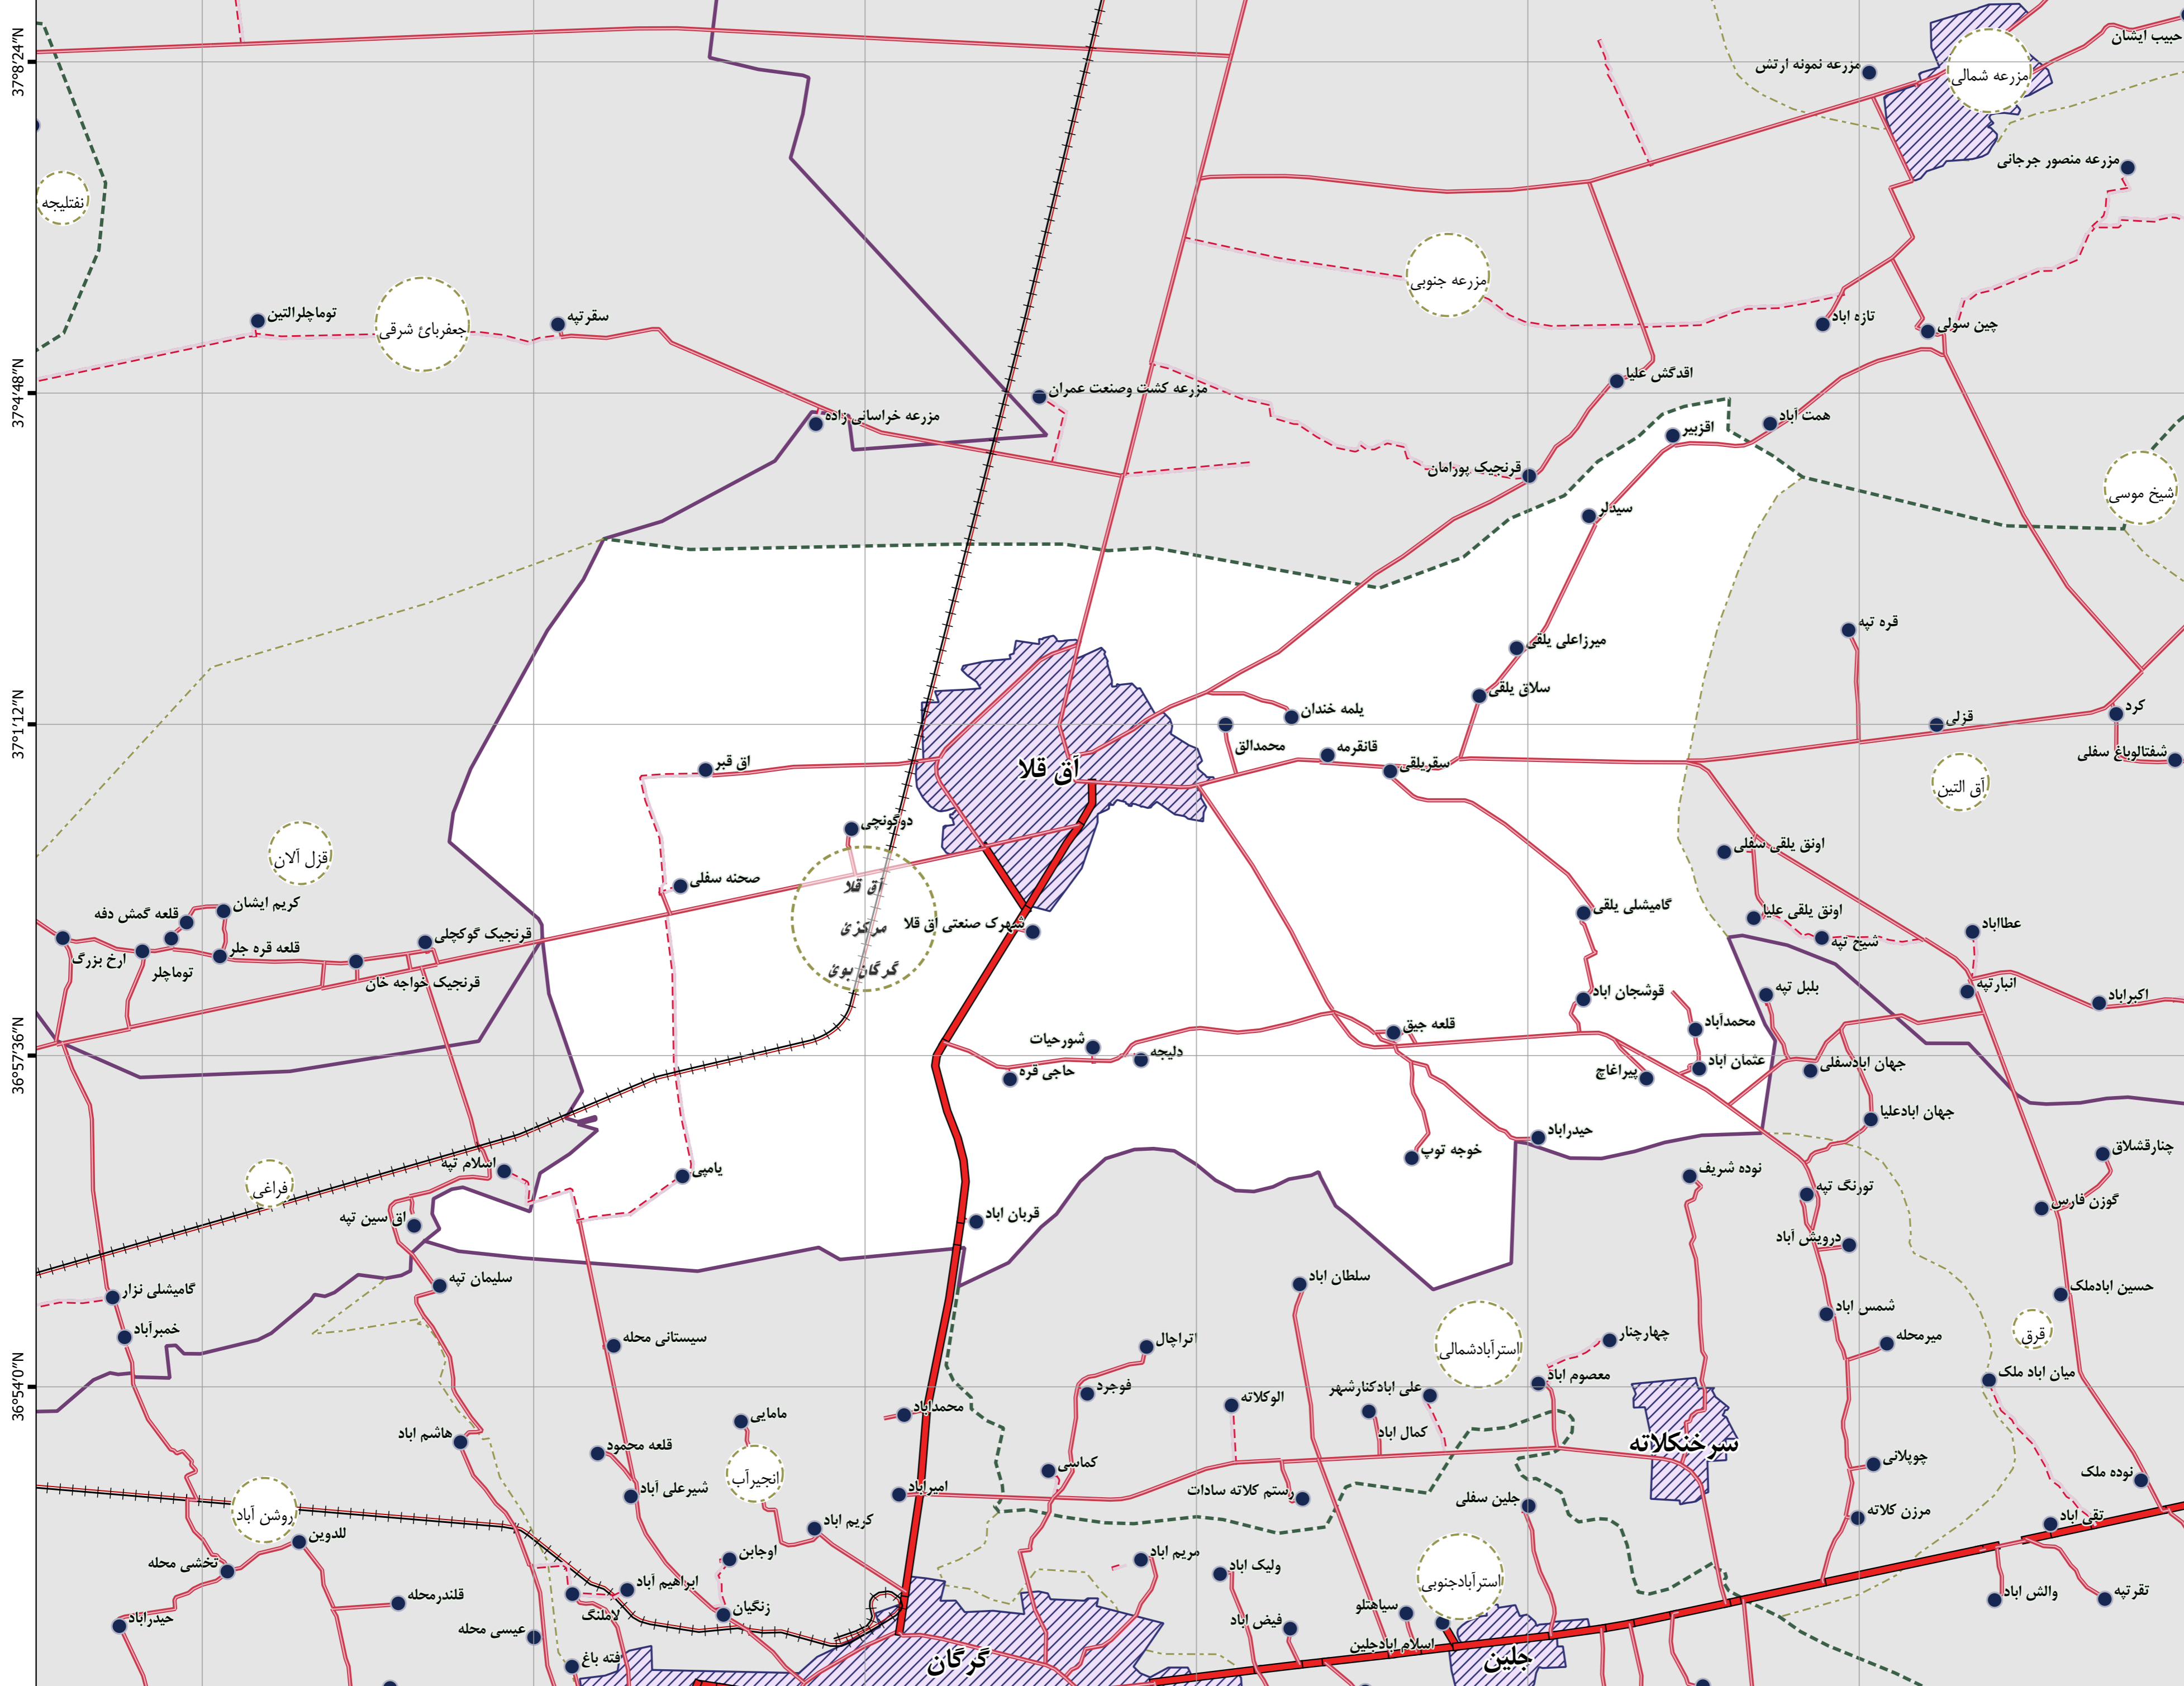 37°8'24"N
حبیب ایشان
مزرعه نمونه ارتش
مزرعه شمالی
مزرعه منصور جرجانی
نفتلیجه
مزرعه جنوبی
توماچلرالتین
جعفربائ شرقی
سقرتپه
تازه اباد
چین سولی
37°4'48"N
اقدگش علیا
مزرعه کشت وصنعت عمران
مزرعه خراسانی زاده
همت آباد
اقزبیر
قرنجیک پورامان
شیخ موسی
سیدلر
قره تپه
میرزاعلی یلقی
سلاق یلقی
37°1'12"N
یلمه خندان
محمدالق
قانقرمه
سقریلقی
قزلی
کرد
شفتالوباغ سفلی
آق التین
اق قبر
آق قلا
دوگونچی
قزل آلان
صحنه سفلی
آق قلا
مرکزئ
گرگان بوئ
شهرک صنعتی اق قلا
اونق یلقی سفلی
گامیشلی یلقی
اونق یلقی علیا
شیخ تپه
عطااباد
کریم ایشان
قلعه گمش دفه
قلعه قره جلر
قرنجیک گوکچلی
ارخ بزرگ
توماچلر
قرنجیک خواجه خان
قوشجان اباد
بلبل تپه
انبارتپه
اکبراباد
محمدآباد
قلعه جیق
شورحیات
دلیجه
حاجی قره
36°57'36"N
پیراغاچ
عثمان اباد
جهان ابادسفلی
جهان ابادعلیا
حیدراباد
خوجه توپ
چنارقشلاق
اسلام تپه
یامپی
فراغی
نوده شریف
تورنگ تپه
گوزن فارس
اق سین تپه
قربان اباد
درویش آباد
سلیمان تپه
سلطان اباد
گامیشلی نزار
حسین ابادملک
شمس اباد
خمبرآباد
سیستانی محله
اتراچال
استرآبادشمالی
چهارچنار
میرمحله
قرق
36°54'0"N
فوجرد
معصوم اباد
علی ابادکنارشهر
الوکلاته
میان اباد ملک
محمداباد
مامایی
کمال اباد
هاشم اباد
قلعه محمود
سرخنکلاته
انجیرآب
کماسی
چوپلانی
نوده ملک
شیرعلی آباد
امیراباد
رستم کلاته سادات
جلین سفلی
روشن آباد
کریم اباد
مرزن کلاته
تقی اباد
للدوین
تخشی محله
اوجابن
مریم اباد
ولیک اباد
استرآبادجنوبی
ابراهیم آباد
قلندرمحله
لاملنگ
زنگیان
سیاهتلو
والش اباد
تقرتپه
حیدراباد
عیسی محله
فیض اباد
اسلام ابادجلین
فته باغ
گرگان
جلین